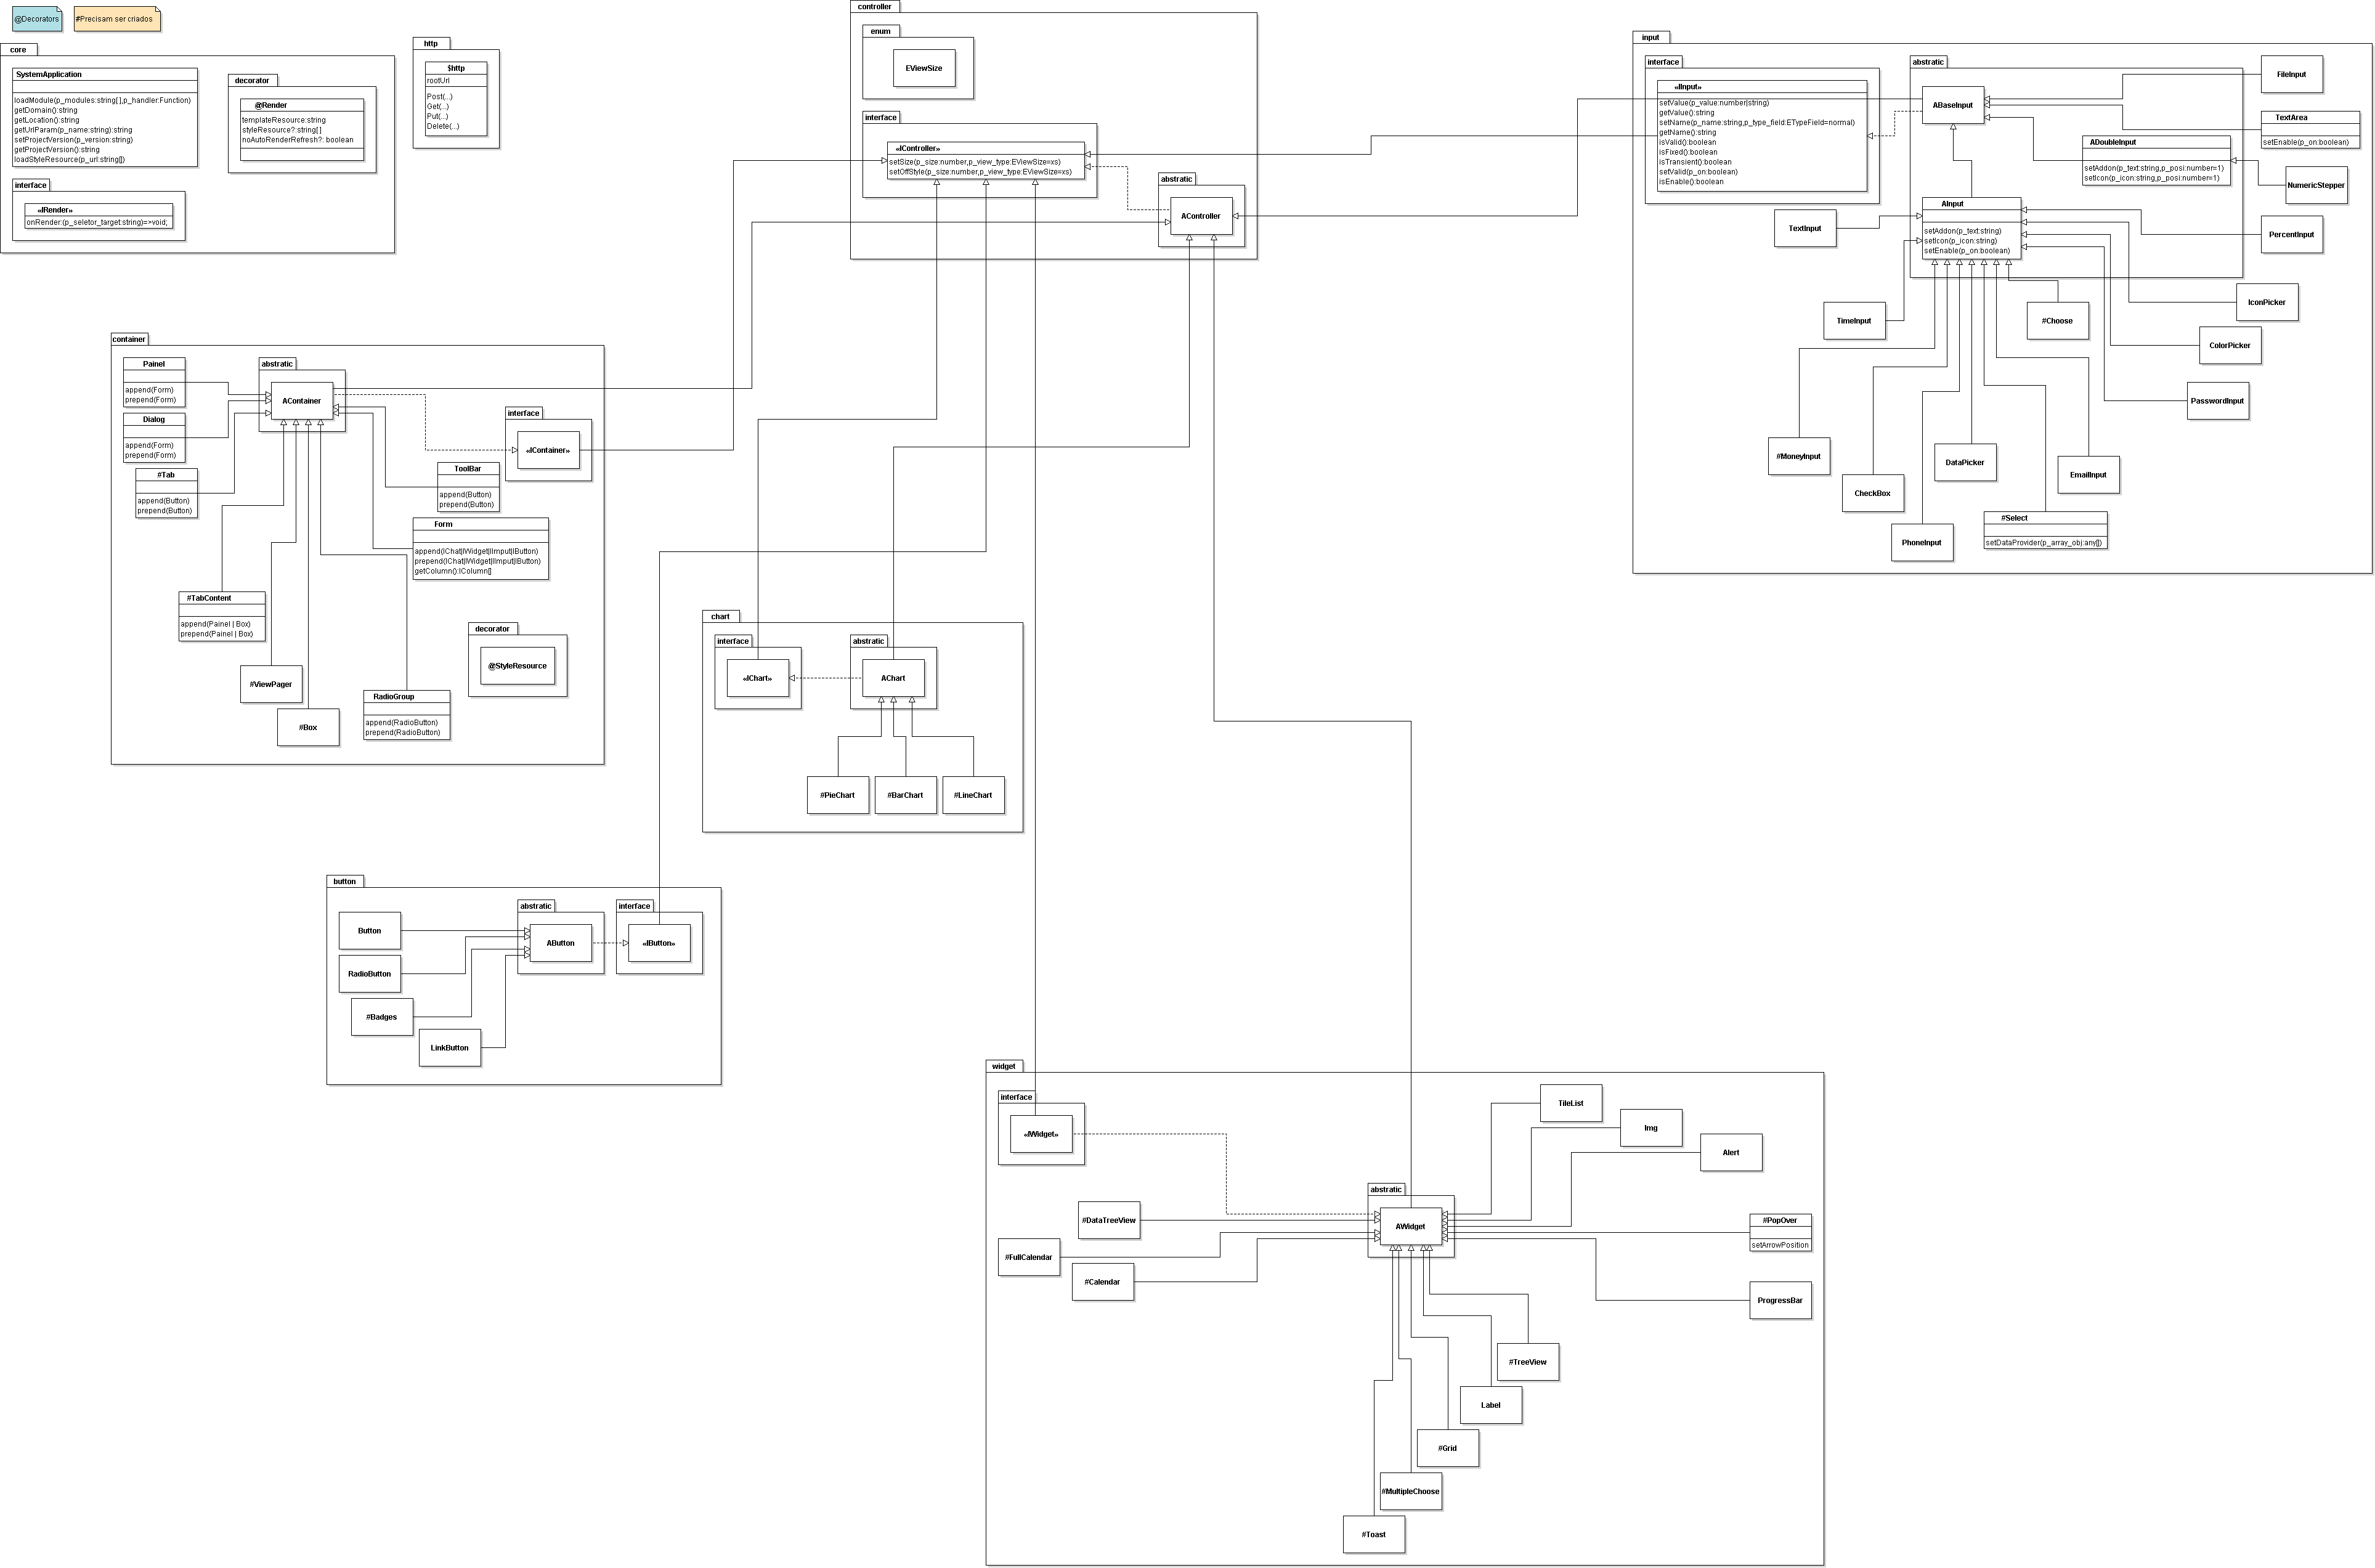 @Decorators
#Precisam ser criados
core
SystemApplication
loadModule(p_modules:string[],p_handler:Function)
getDomain():string
getLocation():string
getUrlParam(p_name:string):string
setProjectVersion(p_version:string)
getProjectVersion():string
loadStyleResource(p_url:string[])
decorator
@Render
templateResource:string
styleResource?:string[]
noAutoRenderRefresh?: boolean
interface
«IRender»
onRender:(p_seletor_target:string)=>void;
http
$http
rootUrl
Post(...)
Get(...)
Put(...)
Delete(...)
controller
enum
EViewSize
interface
«IController»
setSize(p_size:number,p_view_type:EViewSize=xs)
setOffStyle(p_size:number,p_view_type:EViewSize=xs)
abstratic
AController
input
interface
«IInput»
setValue(p_value:number|string)
getValue():string
setName(p_name:string,p_type_field:ETypeField=normal)
getName():string
isValid():boolean
isFixed():boolean
isTransient():boolean
setValid(p_on:boolean)
isEnable():boolean
abstratic
ABaseInput
ADoubleInput
setAddon(p_text:string,p_posi:number=1)
setIcon(p_icon:string,p_posi:number=1)
AInput
setAddon(p_text:string)
setIcon(p_icon:string)
setEnable(p_on:boolean)
FileInput
TextArea
setEnable(p_on:boolean)
NumericStepper
PercentInput
TextInput
TimeInput
#Choose
IconPicker
ColorPicker
PasswordInput
#MoneyInput
CheckBox
DataPicker
EmailInput
PhoneInput
#Select
setDataProvider(p_array_obj:any[])
container
Painel
append(Form)
prepend(Form)
Dialog
append(Form)
prepend(Form)
#Tab
append(Button)
prepend(Button)
abstratic
AContainer
interface
«IContainer»
ToolBar
append(Button)
prepend(Button)
Form
append(IChat|IWidget|IImput|IButton)
prepend(IChat|IWidget|IImput|IButton)
getColumn():IColumn[]
#TabContent
append(Painel | Box)
prepend(Painel | Box)
#ViewPager
#Box
RadioGroup
append(RadioButton)
prepend(RadioButton)
decorator
@StyleResource
chart
interface
«IChart»
abstratic
AChart
#PieChart
#BarChart
#LineChart
button
Button
RadioButton
#Badges
LinkButton
abstratic
AButton
interface
«IButton»
widget
interface
«IWidget»
TileList
Img
Alert
abstratic
AWidget
#DataTreeView
#FullCalendar
#Calendar
#PopOver
setArrowPosition
ProgressBar
#TreeView
Label
#Grid
#MultipleChoose
#Toast